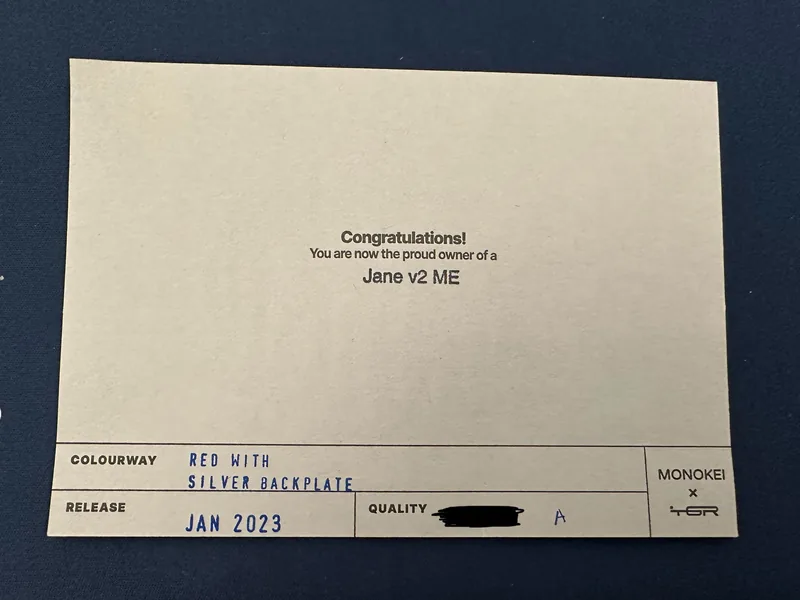 Congratulations!
You are now the proud owner of a
Jane v2 ME
COLOURWAY RED WITH
SILVER BACKPLATE
RELEASE JAN 2023
QUALITY A
MONOKEI
x
TGR